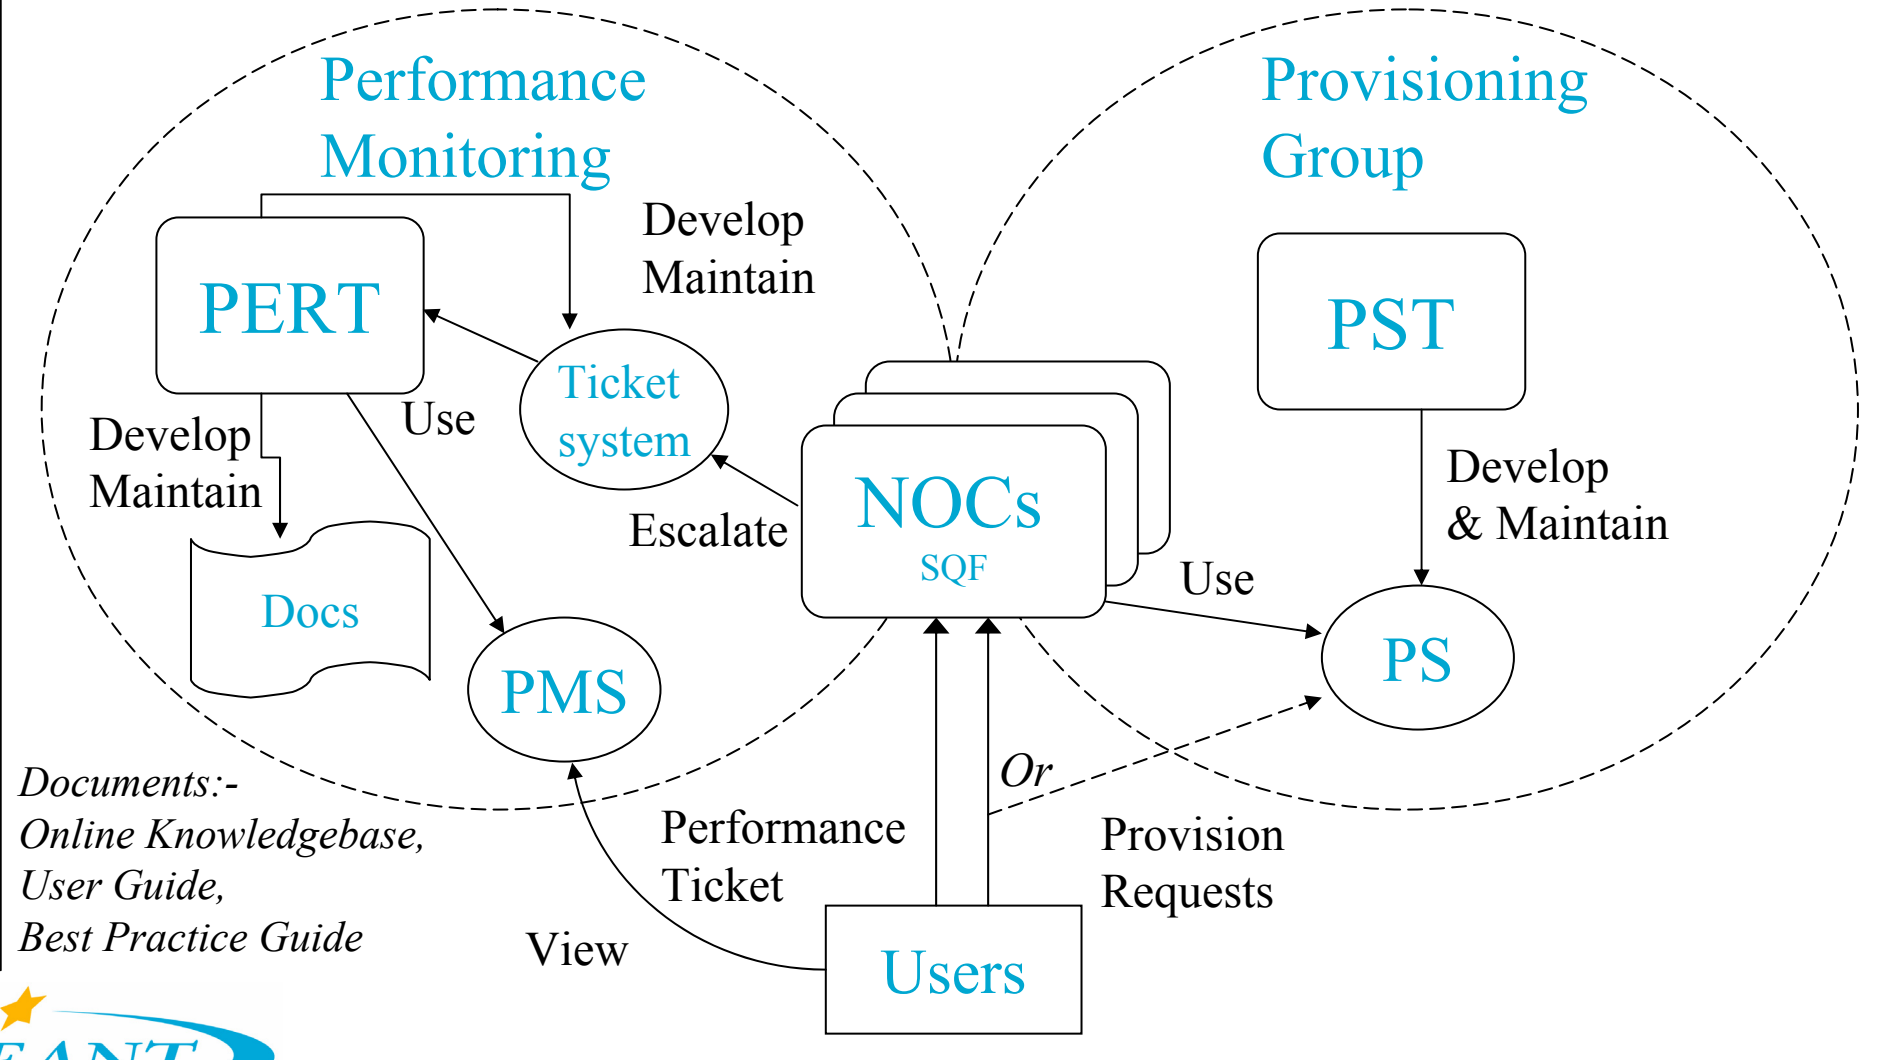 Performance
Monitoring
Provisioning
Group
Develop
Maintain
PERT
PST
Ticket
system
Use
Develop
Maintain
Develop
& Maintain
NOCs
SQF
Escalate
Use
Docs
PMS
PS
Or
Documents:-
Online Knowledgebase,
User Guide,
Best Practice Guide
Performance
Ticket
Provision
Requests
View
Users